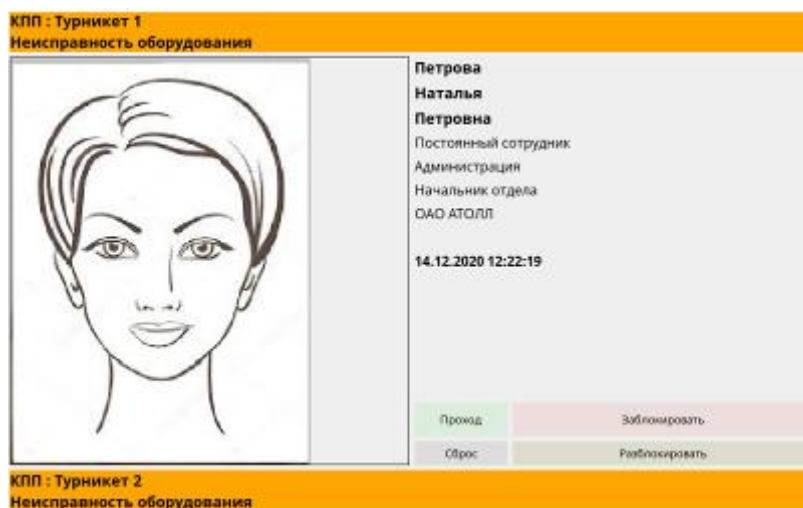 КПП : Турникет 1
Неисправность оборудования
Петрова
Наталья
Петровна
Постоянный сотрудник
Администрация
Начальник отдела
ОАО АТОЛЛ
14.12.2020 12:22:19
Проход
Заблокировать
Сброс
Разблокировать
КПП : Турникет 2
Неисправность оборудования